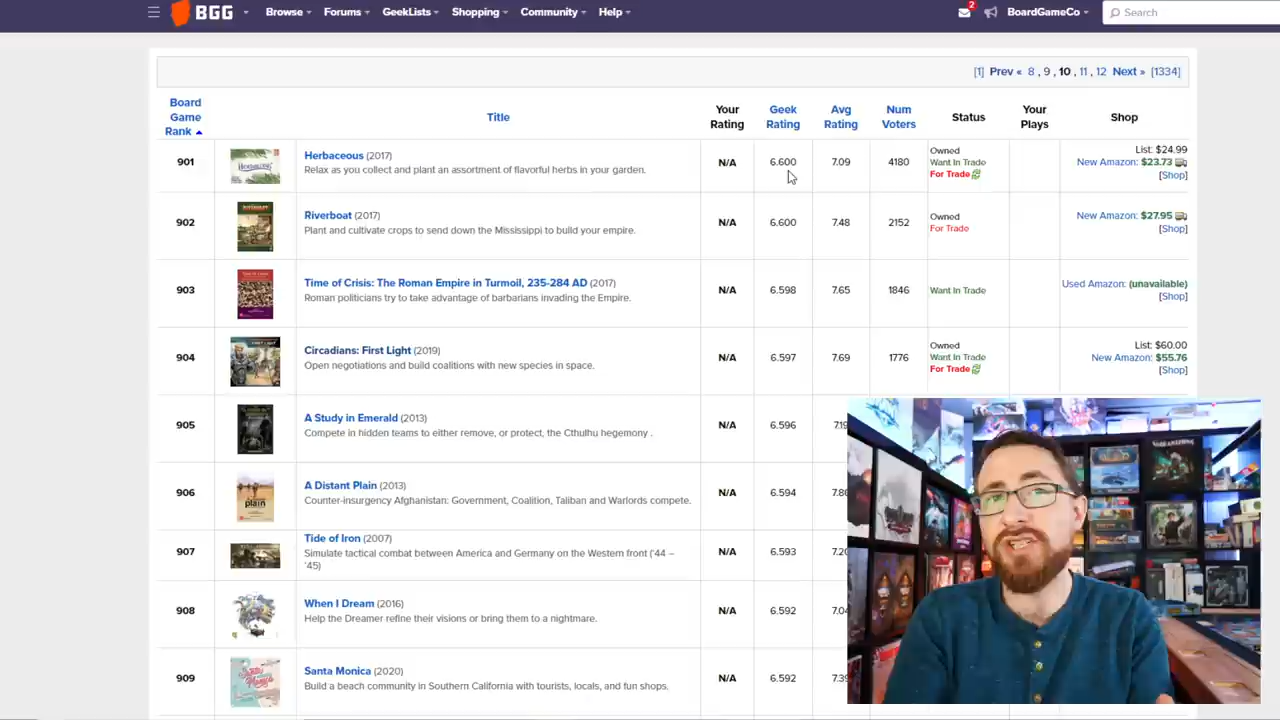 BGG
Browse
Forums
GeekLists
Shopping
Community
Help
2
BoardGameCo
Search
[1] Prev « 8 , 9 , 10 , 11 , 12 Next » [1334]
Board Game Rank
Title
Your Rating
Geek Rating
Avg Rating
Num Voters
Status
Your Plays
Shop
901
Herbaceous (2017)
Relax as you collect and plant an assortment of flavorful herbs in your garden.
N/A
6.600
7.09
4180
Owned
Want In Trade
For Trade
List: $24.99
New Amazon: $23.73
[Shop]
902
Riverboat (2017)
Plant and cultivate crops to send down the Mississippi to build your empire.
N/A
6.600
7.48
2152
Owned
For Trade
New Amazon: $27.95
[Shop]
903
Time of Crisis: The Roman Empire in Turmoil, 235-284 AD (2017)
Roman politicians try to take advantage of barbarians invading the Empire.
N/A
6.598
7.65
1846
Want In Trade
Used Amazon: (unavailable)
[Shop]
904
Circadians: First Light (2019)
Open negotiations and build coalitions with new species in space.
N/A
6.597
7.69
1776
Owned
Want In Trade
For Trade
List: $60.00
New Amazon: $55.76
[Shop]
905
A Study in Emerald (2013)
Compete in hidden teams to either remove, or protect, the Cthulhu hegemony .
N/A
6.596
7.19
906
plain
A Distant Plain (2013)
Counter-insurgency Afghanistan: Government, Coalition, Taliban and Warlords compete.
N/A
6.594
7.80
907
Tide of Iron (2007)
Simulate tactical combat between America and Germany on the Western front ('44 –
'45)
N/A
6.593
7.20
908
When I Dream (2016)
Help the Dreamer refine their visions or bring them to a nightmare.
N/A
6.592
7.04
909
Santa Monica (2020)
Build a beach community in Southern California with tourists, locals, and fun shops.
N/A
6.592
7.39